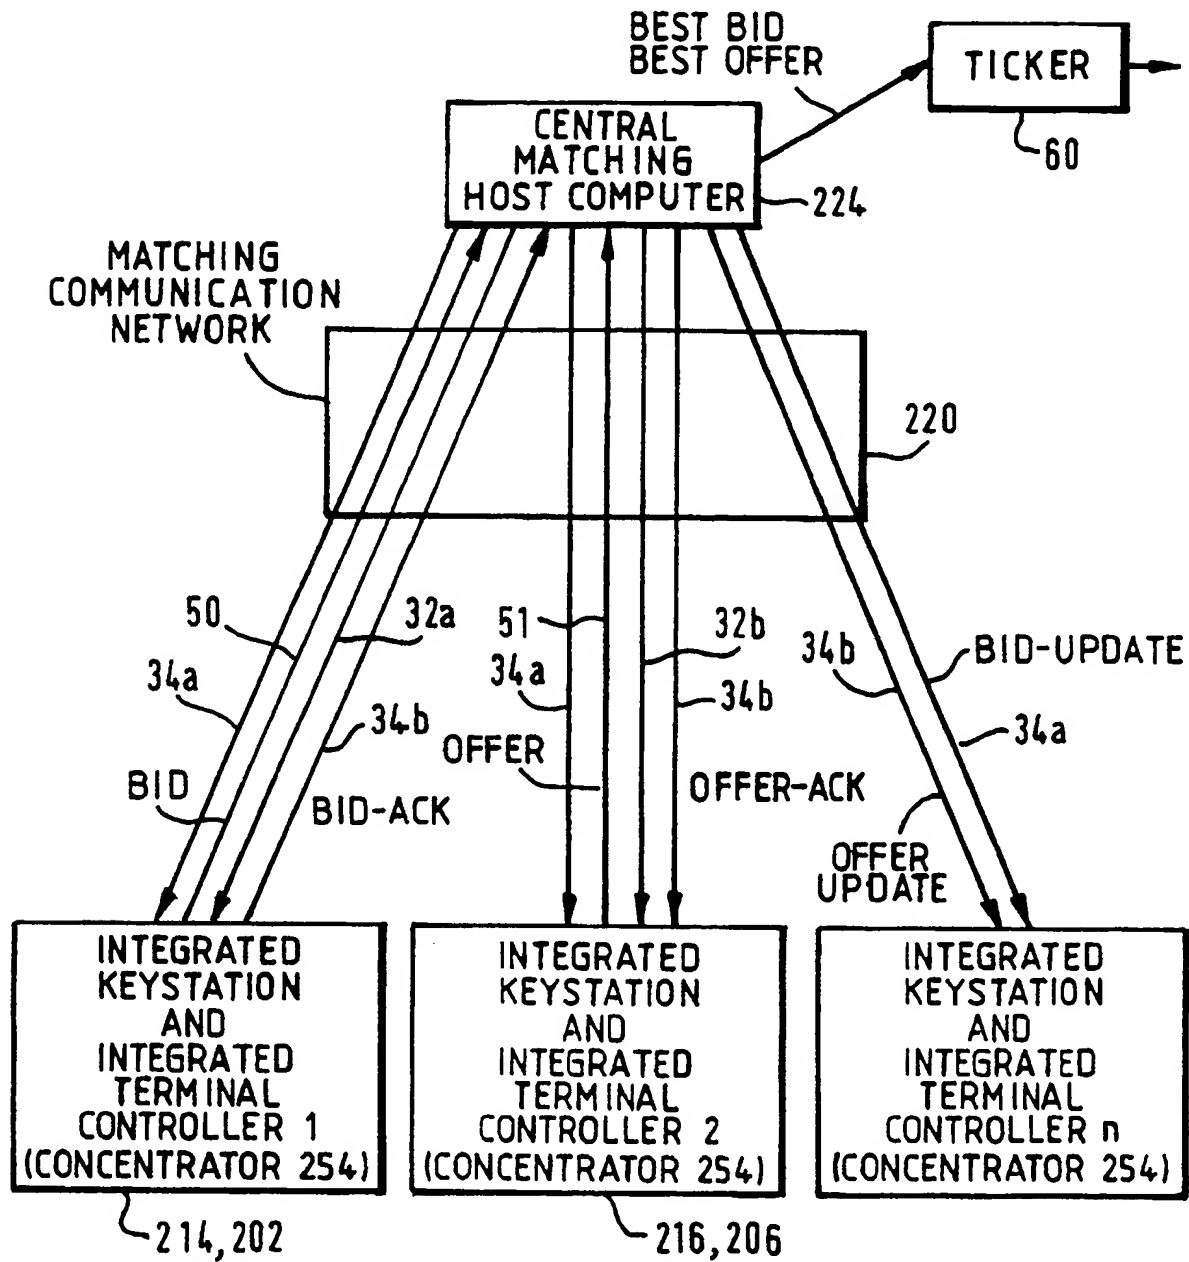 BEST BID
BEST OFFER
TICKER
60
CENTRAL
MATCHING
HOST COMPUTER
224
MATCHING
COMMUNICATION
NETWORK
220
50
32a
51
32b
34b
BID-UPDATE
34a
34a
34b
34b
34a
OFFER
BID
BID-ACK
OFFER-ACK
OFFER
UPDATE
INTEGRATED
KEYSTATION
AND
INTEGRATED
TERMINAL
CONTROLLER 1
(CONCENTRATOR 254)
214,202
INTEGRATED
KEYSTATION
AND
INTEGRATED
TERMINAL
CONTROLLER 2
(CONCENTRATOR 254)
216,206
INTEGRATED
KEYSTATION
AND
INTEGRATED
TERMINAL
CONTROLLER n
(CONCENTRATOR 254)